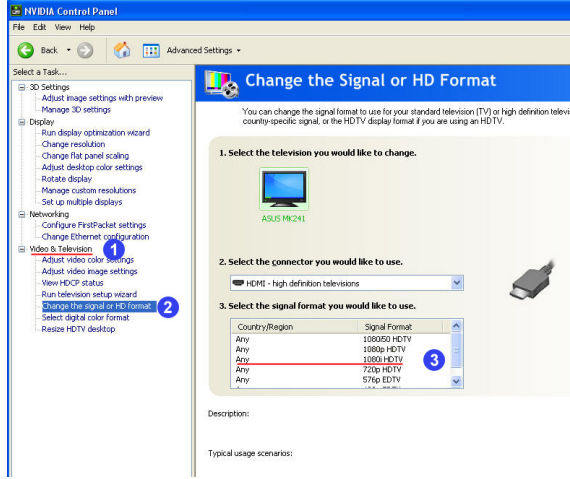 NVIDIA Control Panel
File Edit View Help
Back Advanced Settings
Select a Task...
3D Settings
Adjust image settings with preview
Manage 3D settings
Display
Run display optimization wizard
Change resolution
Change flat panel scaling
Adjust desktop color settings
Rotate display
Manage custom resolutions
Set up multiple displays
Networking
Configure FirstPacket settings
Change Ethernet configuration
Video & Television
1
Adjust video color settings
Adjust video image settings
View HDCP status
Run television setup wizard
Change the signal or HD format
2
Select digital color format
Resize HDTV desktop
Change the Signal or HD Format
You can change the signal format to use for your standard television (TV) or high definition televis
country-specific signal, or the HDTV display format if you are using an HDTV.
1. Select the television you would like to change.
ASUS MK241
2. Select the connector you would like to use.
HDMI - high definition televisions
3. Select the signal format you would like to use.
Country/Region Signal Format
Any 1080i50 HDTV
Any 1080p HDTV
Any 1080i HDTV
3
Any 720p HDTV
Any 576p EDTV
Description:
Typical usage scenarios: